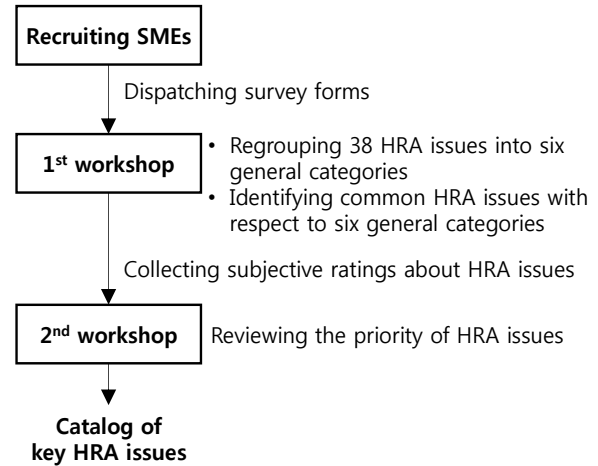 Recruiting SMEs
Dispatching survey forms
1st workshop
• Regrouping 38 HRA issues into six
general categories
• Identifying common HRA issues with
respect to six general categories
Collecting subjective ratings about HRA issues
2nd workshop
Reviewing the priority of HRA issues
Catalog of
key HRA issues